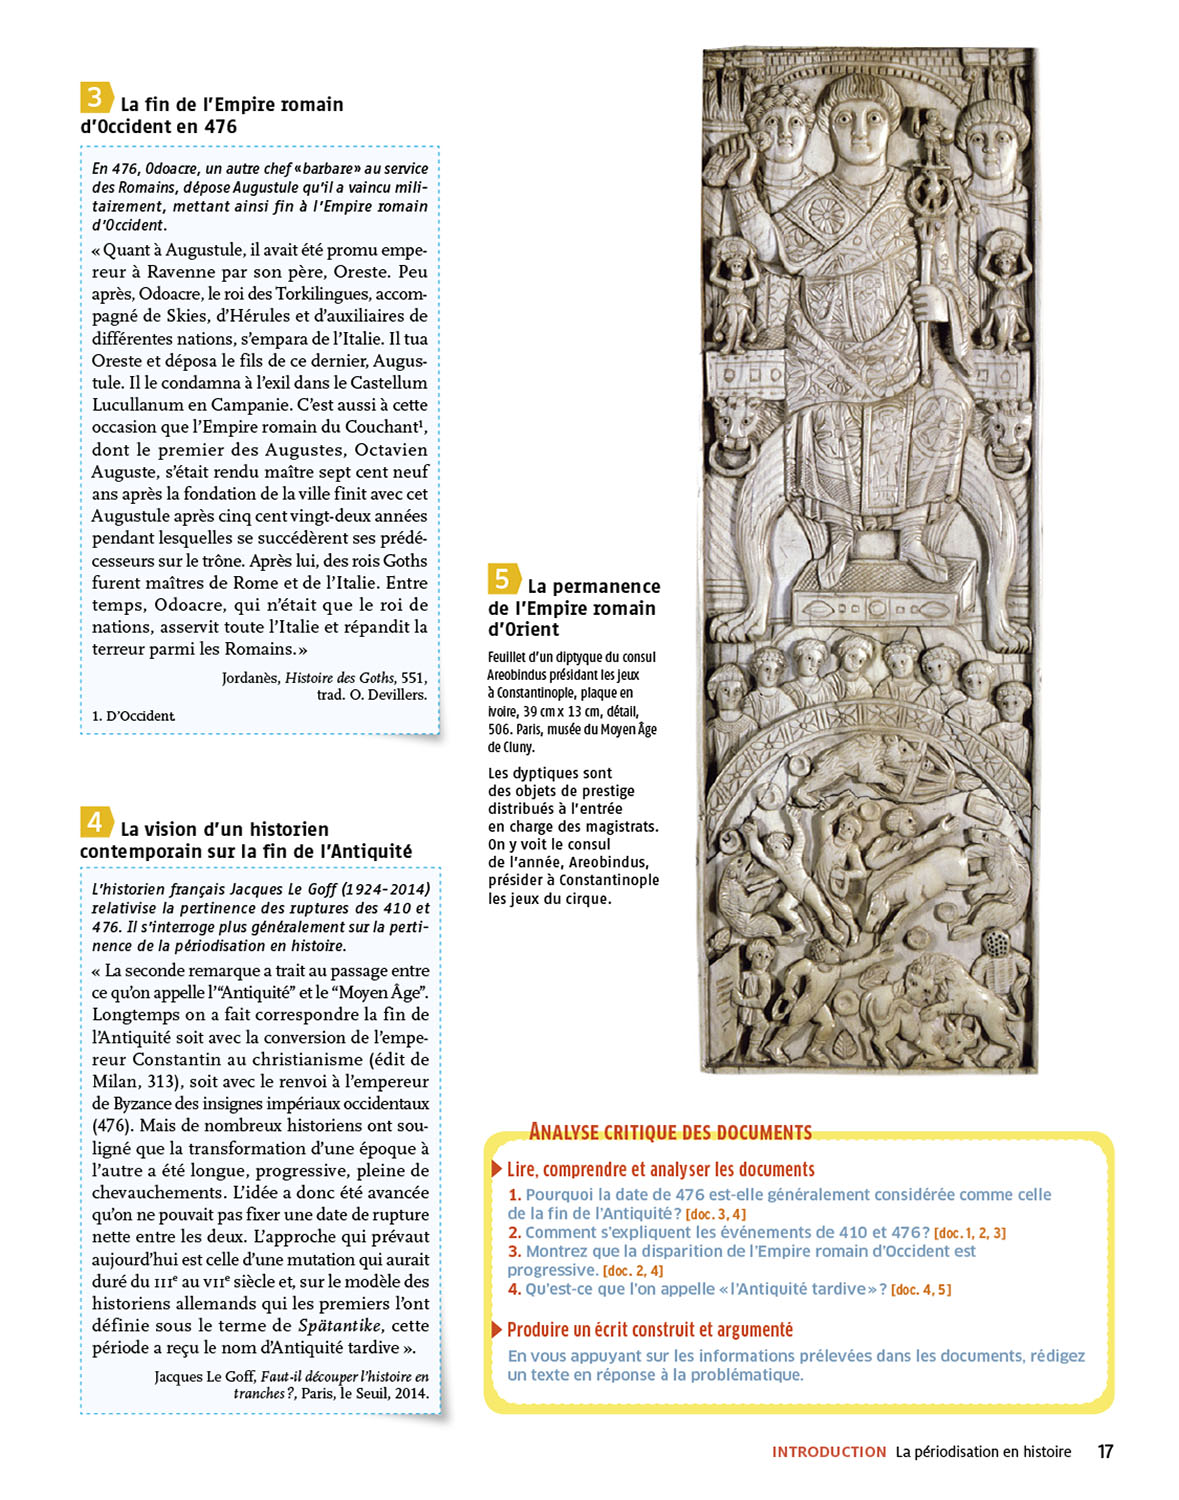 3 La fin de l'Empire romain
d'Occident en 476
En 476, Odoacre, un autre chef «barbare» au service
des Romains, dépose Augustule qu'il a vaincu mili-
tairement, mettant ainsi fin à l'Empire romain
d'Occident.
« Quant à Augustule, il avait été promu empe-
reur à Ravenne par son père, Oreste. Peu
après, Odoacre, le roi des Torkilingues, accom-
pagné de Skies, d'Hérules et d'auxiliaires de
différentes nations, s'empara de l'Italie. Il tua
Oreste et déposa le fils de ce dernier, Augus-
tule. Il le condamna à l'exil dans le Castellum
Lucullanum en Campanie. C'est aussi à cette
occasion que l'Empire romain du Couchant¹,
dont le premier des Augustes, Octavien
Auguste, s'était rendu maître sept cent neuf
ans après la fondation de la ville finit avec cet
Augustule après cinq cent vingt-deux années
pendant lesquelles se succédèrent ses prédé-
cesseurs sur le trône. Après lui, des rois Goths
furent maîtres de Rome et de l'Italie. Entre
temps, Odoacre, qui n'était que le roi de
nations, asservit toute l'Italie et répandit la
terreur parmi les Romains.»
Jordanès, Histoire des Goths, 551,
trad. O. Devillers.
1. D'Occident.
4 La vision d'un historien
contemporain sur la fin de l'Antiquité
L'historien français Jacques Le Goff (1924-2014)
relativise la pertinence des ruptures des 410 et
476. Il s'interroge plus généralement sur la perti-
nence de la périodisation en histoire.
« La seconde remarque a trait au passage entre
ce qu'on appelle l'“Antiquité” et le “Moyen Âge”.
Longtemps on a fait correspondre la fin de
l'Antiquité soit avec la conversion de l'empe-
reur Constantin au christianisme (édit de
Milan, 313), soit avec le renvoi à l'empereur
de Byzance des insignes impériaux occidentaux
(476). Mais de nombreux historiens ont sou-
ligné que la transformation d'une époque à
l'autre a été longue, progressive, pleine de
chevauchements. L'idée a donc été avancée
qu'on ne pouvait pas fixer une date de rupture
nette entre les deux. L'approche qui prévaut
aujourd'hui est celle d'une mutation qui aurait
duré du IIIe au VIIe siècle et, sur le modèle des
historiens allemands qui les premiers l'ont
définie sous le terme de Spätantike, cette
période a reçu le nom d'Antiquité tardive ».
Jacques Le Goff, Faut-il découper l'histoire en
tranches ?, Paris, le Seuil, 2014.
5 La permanence
de l'Empire romain
d'Orient
Feuillet d'un diptyque du consul
Areobindus présidant les jeux
à Constantinople, plaque en
ivoire, 39 cm x 13 cm, détail,
506. Paris, musée du Moyen Âge
de Cluny.
Les dyptiques sont
des objets de prestige
distribués à l'entrée
en charge des magistrats.
On y voit le consul
de l'année, Areobindus,
présider à Constantinople
les jeux du cirque.
ANALYSE CRITIQUE DES DOCUMENTS
Lire, comprendre et analyser les documents
1. Pourquoi la date de 476 est-elle généralement considérée comme celle
de la fin de l'Antiquité ? [doc. 3, 4]
2. Comment s'expliquent les événements de 410 et 476 ? [doc. 1, 2, 3]
3. Montrez que la disparition de l'Empire romain d'Occident est
progressive. [doc. 2, 4]
4. Qu'est-ce que l'on appelle « l'Antiquité tardive » ? [doc. 4, 5]
Produire un écrit construit et argumenté
En vous appuyant sur les informations prélevées dans les documents, rédigez
un texte en réponse à la problématique.
INTRODUCTION La périodisation en histoire 17